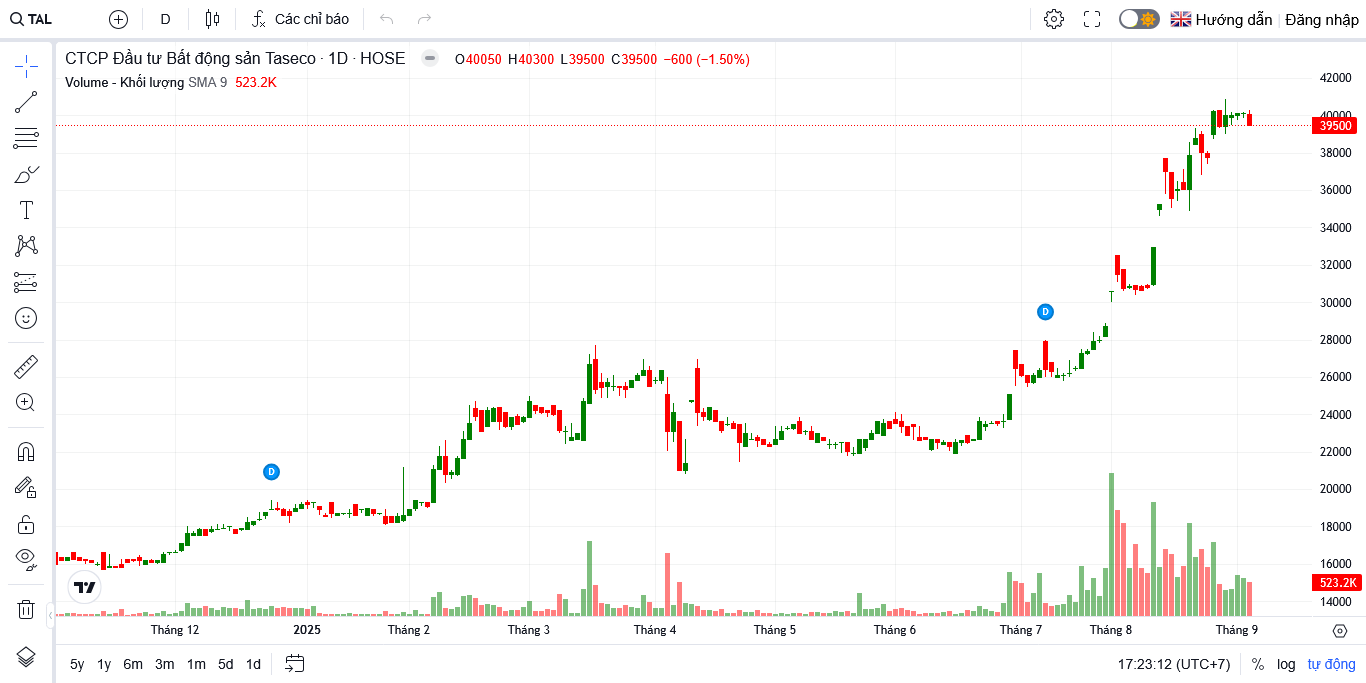 TAL D Các chỉ báo Hướng dẫn Đăng nhập
CTCP Đầu tư Bất động sản Taseco · 1D · HOSE O40050 H40300 L39500 C39500 −600 (−1.50%)
Volume - Khối lượng SMA 9 523.2K
42000
40000
39500
38000
36000
34000
32000
30000
28000
26000
24000
22000
20000
18000
16000
523.2K
14000
D
D
Tháng 12 2025 Tháng 2 Tháng 3 Tháng 4 Tháng 5 Tháng 6 Tháng 7 Tháng 8 Tháng 9
5y 1y 6m 3m 1m 5d 1d 17:23:12 (UTC+7) % log tự động